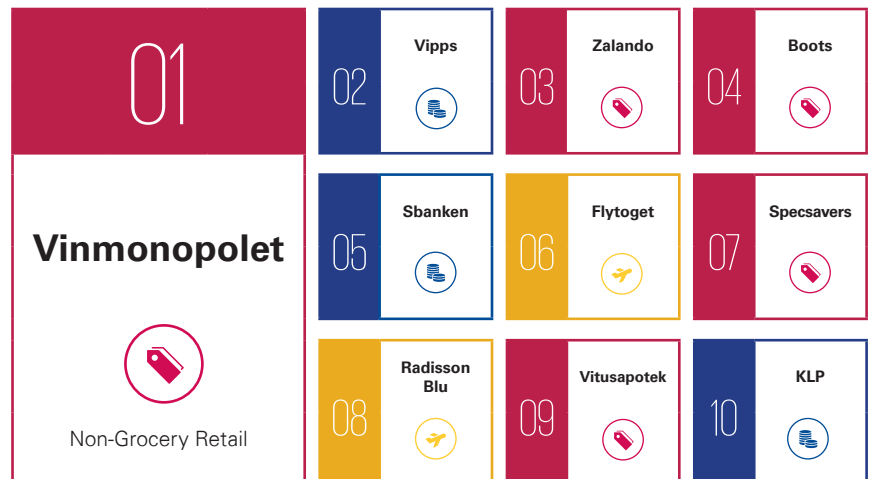 01
Vinmonopolet
Non-Grocery Retail
02
Vipps
03
Zalando
04
Boots
05
Sbanken
06
Flytoget
07
Specsavers
08
Radisson
Blu
09
Vitusapotek
10
KLP